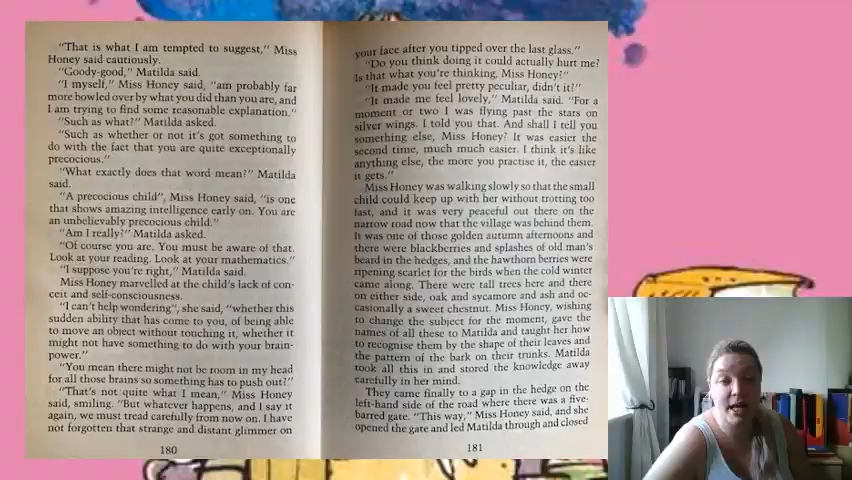 “That is what I am tempted to suggest,” Miss
Honey said cautiously.
“Goody-good,” Matilda said.
“I myself,” Miss Honey said, “am probably far
more bowled over by what you did than you are, and
I am trying to find some reasonable explanation.”
“Such as what?” Matilda asked.
“Such as whether or not it's got something to
do with the fact that you are quite exceptionally
precocious.”
“What exactly does that word mean?” Matilda
said.
“A precocious child”, Miss Honey said, “is one
that shows amazing intelligence early on. You are
an unbelievably precocious child.”
“Am I really?” Matilda asked.
“Of course you are. You must be aware of that.
Look at your reading. Look at your mathematics.”
“I suppose you're right,” Matilda said.
Miss Honey marvelled at the child's lack of con-
ceit and self-consciousness.
“I can't help wondering”, she said, “whether this
sudden ability that has come to you, of being able
to move an object without touching it, whether it
might not have something to do with your brain-
power.”
“You mean there might not be room in my head
for all those brains so something has to push out?”
“That's not quite what I mean,” Miss Honey
said, smiling. “But whatever happens, and I say it
again, we must tread carefully from now on. I have
not forgotten that strange and distant glimmer on
180
your face after you tipped over the last glass.”
“Do you think doing it could actually hurt me?
Is that what you're thinking, Miss Honey?”
“It made you feel pretty peculiar, didn't it?”
“It made me feel lovely,” Matilda said. “For a
moment or two I was flying past the stars on
silver wings. I told you that. And shall I tell you
something else, Miss Honey? It was easier the
second time, much much easier. I think it's like
anything else, the more you practise it, the easier
it gets.”
Miss Honey was walking slowly so that the small
child could keep up with her without trotting too
fast, and it was very peaceful out there on the
narrow road now that the village was behind them.
It was one of those golden autumn afternoons and
there were blackberries and splashes of old man's
beard in the hedges, and the hawthorn berries were
ripening scarlet for the birds when the cold winter
came along. There were tall trees here and there
on either side, oak and sycamore and ash and oc-
casionally a sweet chestnut. Miss Honey, wishing
to change the subject for the moment, gave the
names of all these to Matilda and taught her how
to recognise them by the shape of their leaves and
the pattern of the bark on their trunks. Matilda
took all this in and stored the knowledge away
carefully in her mind.
They came finally to a gap in the hedge on the
left-hand side of the road where there was a five-
barred gate. “This way,” Miss Honey said, and she
opened the gate and led Matilda through and closed
181